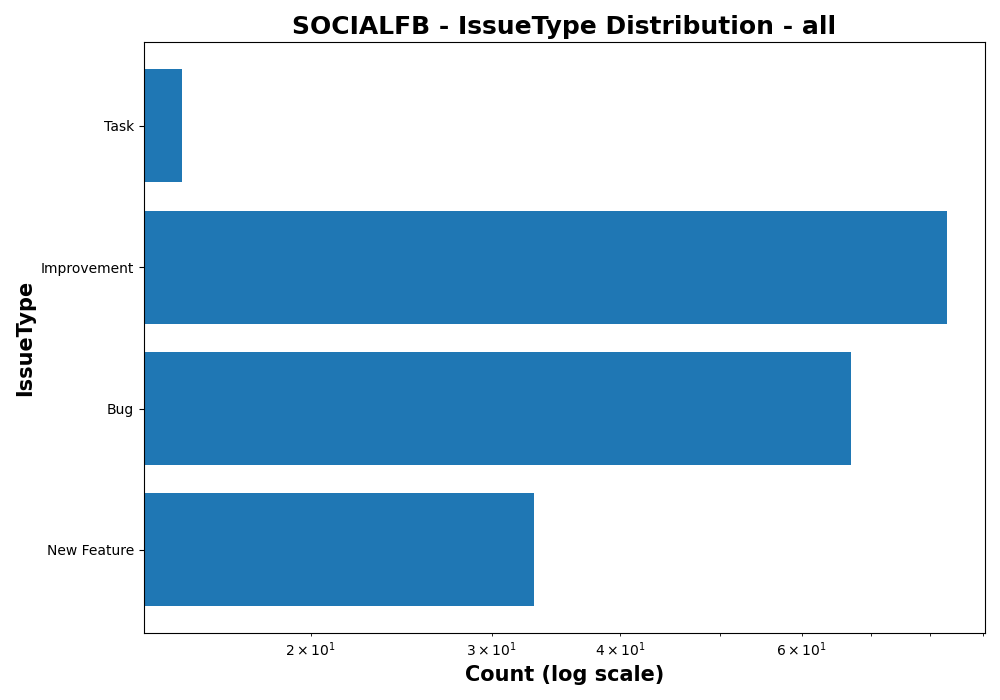 SOCIALFB - IssueType Distribution - all
IssueType
Task
Improvement
Bug
New Feature
2 × 10¹
3 × 10¹
4 × 10¹
6 × 10¹
Count (log scale)